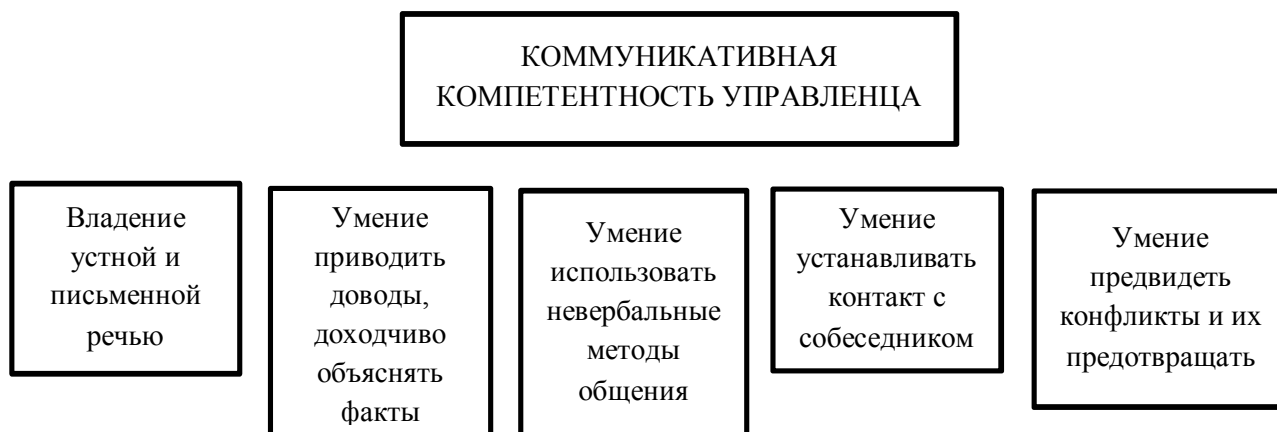 КОММУНИКАТИВНАЯ
КОМПЕТЕНТНОСТЬ УПРАВЛЕНЦА
Владение
устной и
письменной
речью
Умение
приводить
доводы,
доходчиво
объяснять
факты
Умение
использовать
невербальные
методы
общения
Умение
устанавливать
контакт с
собеседником
Умение
предвидеть
конфликты и их
предотвращать